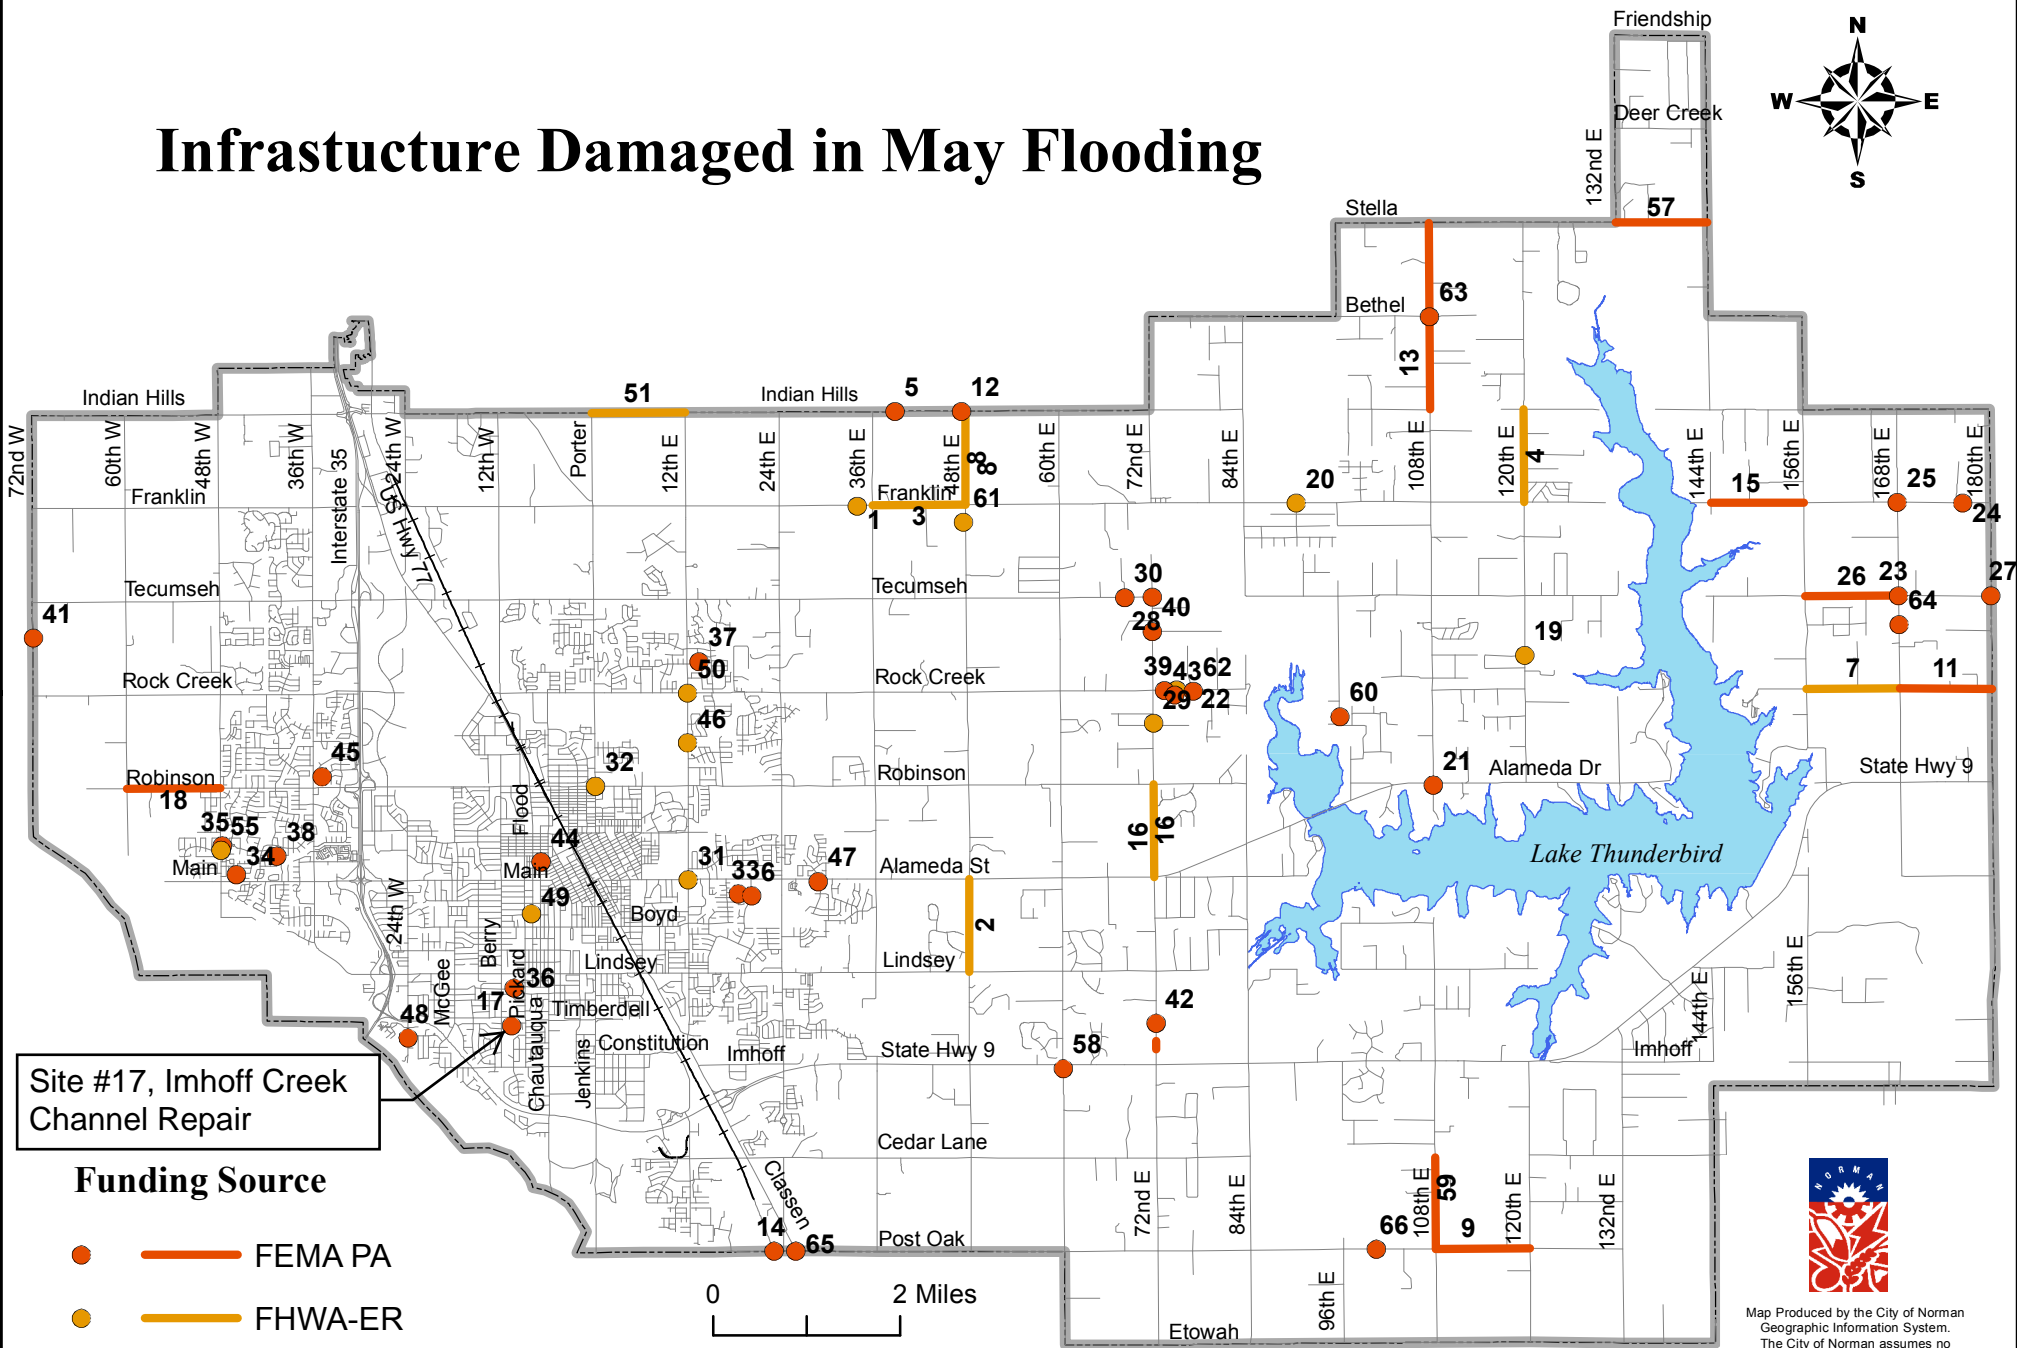 Friendship
N
W E
S
Deer Creek
Infrastucture Damaged in May Flooding
132nd E
Stella
57
Bethel
63
13
Indian Hills
51
Indian Hills
5
12
72nd W
60th W
48th W
36th W
Interstate 35
24th W
US Hwy 77
12th W
Porter
12th E
24th E
36th E
48th E
8
8
60th E
72nd E
84th E
108th E
120th E
4
144th E
156th E
168th E
180th E
Franklin
Franklin
1
3
61
20
15
25
24
Tecumseh
Tecumseh
30
40
28
26
23
27
64
41
37
50
19
Rock Creek
Rock Creek
39
43
62
29
22
60
7
11
46
45
32
Robinson
18
Robinson
21
Alameda Dr
State Hwy 9
Flood
35
55
38
34
Main
44
Main
31
33
6
47
Alameda St
16
16
Lake Thunderbird
49
Boyd
24th W
Berry
2
Lindsey
Lindsey
McGee
Pickard
36
17
Timberdell
48
Chautauqua
Constitution
Jenkins
Imhoff
State Hwy 9
42
58
156th E
144th E
Imhoff
Site #17, Imhoff Creek
Channel Repair
Cedar Lane
Classen
72nd E
84th E
108th E
59
120th E
132nd E
14
65
Post Oak
66
9
96th E
Etowah
Funding Source
FEMA PA
FHWA-ER
0 2 Miles
NORMAN
Map Produced by the City of Norman
Geographic Information System.
The City of Norman assumes no